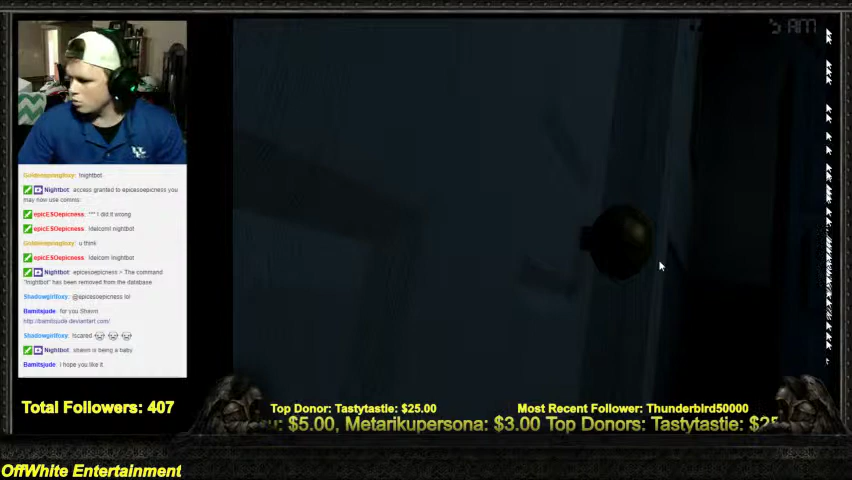 5 AM
Nightbot: access granted to epicesoepicness you
may now use comms:
epicESOepicness: *** I did it wrong
epicESOepicness: !delcom! nightbot
u think
epicESOepicness: !delcom !nightbot
Nightbot: epicesoepicness > The command
"!nightbot" has been removed from the database
Shadowgirlfoxy: @epicesoepicness lol
Bamitsjude: for you Shawn
http://bamitsjude.deviantart.com/
Shadowgirlfoxy: !scared
Nightbot: shawn is being a baby
Bamitsjude: I hope you like it
Total Followers: 407
Top Donor: Tastytastie: $25.00
Most Recent Follower: Thunderbird50000
: $5.00, Metarikupersona: $3.00 Top Donors: Tastytastie: $25
OffWhite Entertainment